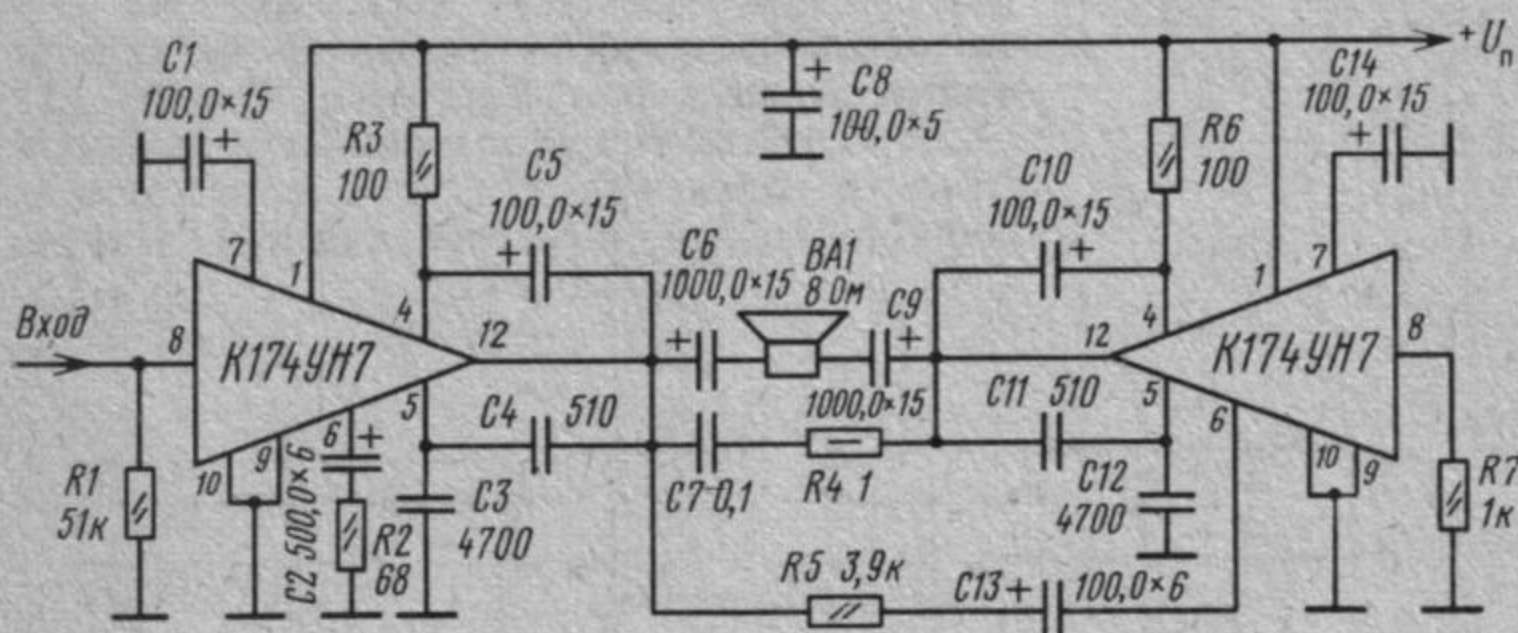 C1
100,0×15
+
7
1
R3
100
C5
100,0×15
+
4
12
Вход
8
К174УН7
10
9
6
+
5
R1
51к
C2 500,0×6
R2
68
C3
4700
C4 510
C6
1000,0×15
+
BA1
8 Ом
C9
+
1000,0×15
C7 0,1
R4 1
R5 3,9к
C13 +
100,0×6
+
C8
100,0×5
C10
100,0×15
+
C11 510
C12
4700
R6
100
+Uп
C14
100,0×15
+
7
1
4
12
5
6
К174УН7
8
10
9
R7
1к